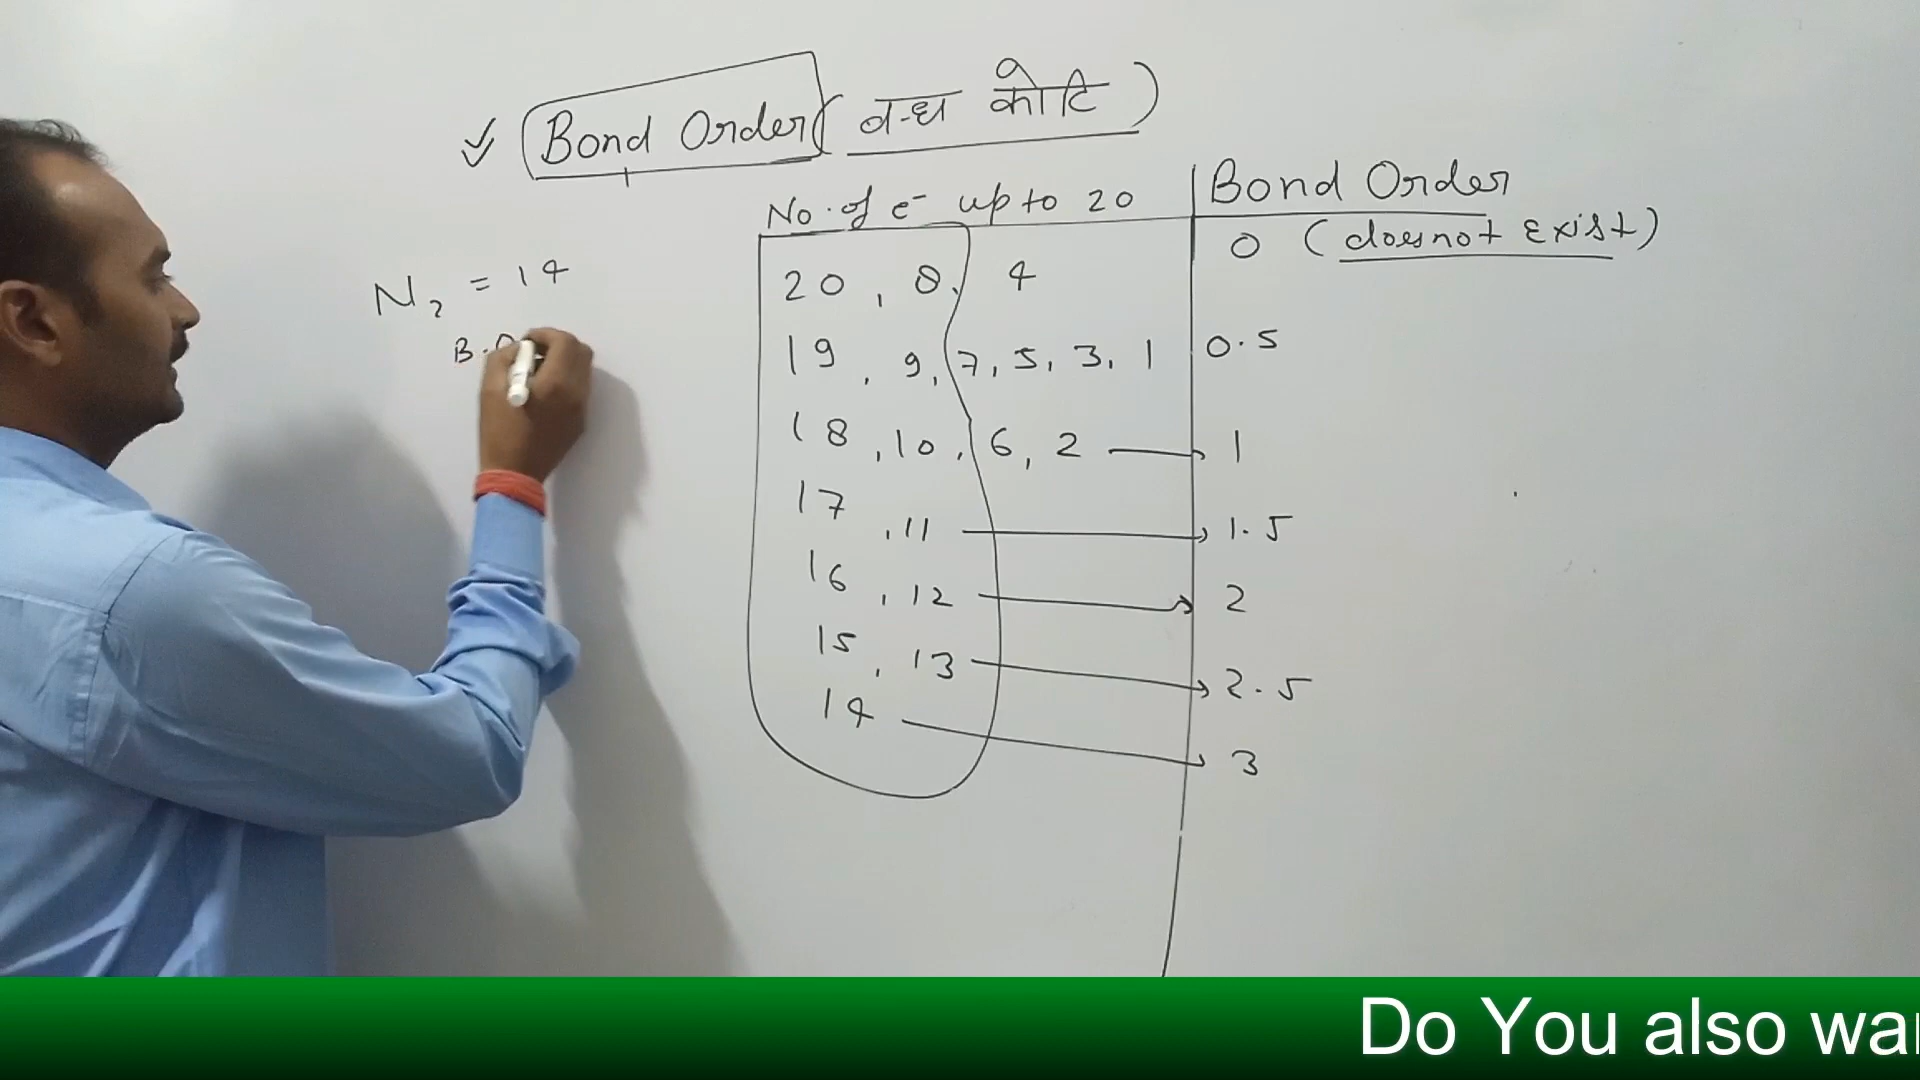 Bond Order (बन्ध कोटि)
No. of e⁻ up to 20 Bond Order
20, 8, 4 0 (does not Exist)
19, 9, 7, 5, 3, 1 0.5
18, 10, 6, 2 1
17, 11 1.5
16, 12 2
15, 13 2.5
14 3
N₂ = 14
B.O
Do You also